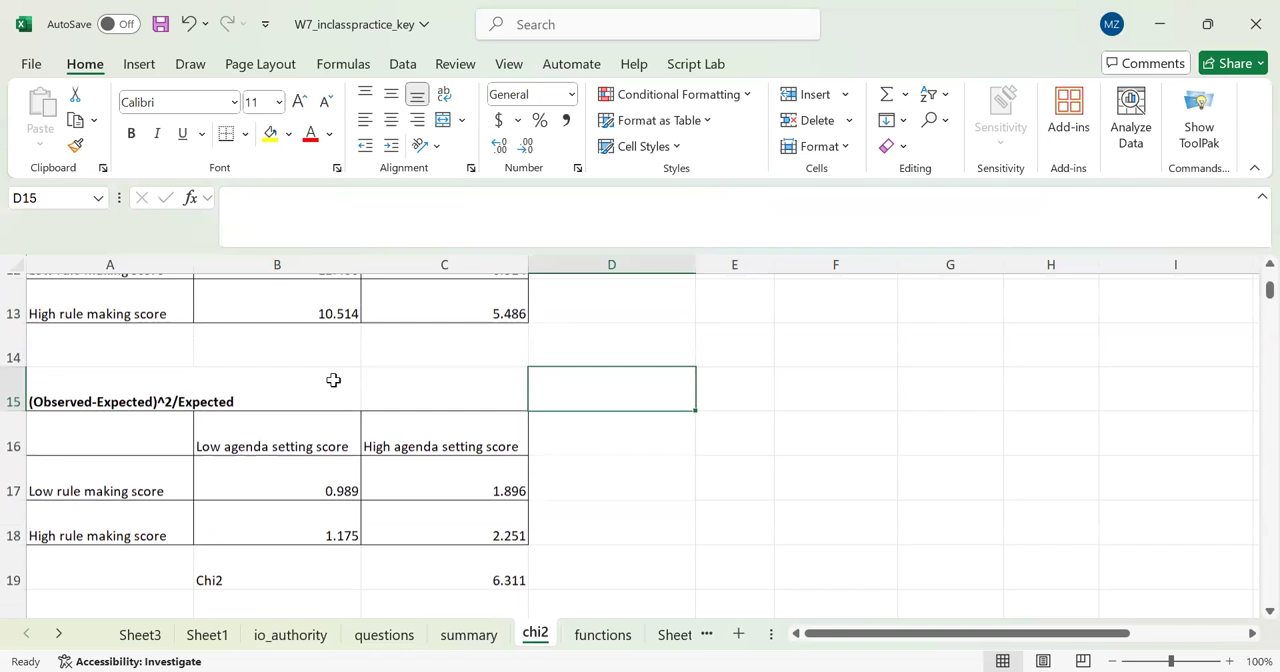 AutoSave Off W7_inclasspractice_key Search MZ
File Home Insert Draw Page Layout Formulas Data Review View Automate Help Script Lab Comments Share
Paste Calibri 11 A A General Conditional Formatting Insert Sensitivity Add-ins Analyze Data Show ToolPak
B I U A $ % Format as Table Delete
Cell Styles Format
Clipboard Font Alignment Number Styles Cells Editing Sensitivity Add-ins Commands...
D15 fx
A B C D E F G H I
13 High rule making score 10.514 5.486
14
15 (Observed-Expected)^2/Expected
16 Low agenda setting score High agenda setting score
17 Low rule making score 0.989 1.896
18 High rule making score 1.175 2.251
19 Chi2 6.311
Sheet3 Sheet1 io_authority questions summary chi2 functions Sheet ...
Ready Accessibility: Investigate 100%